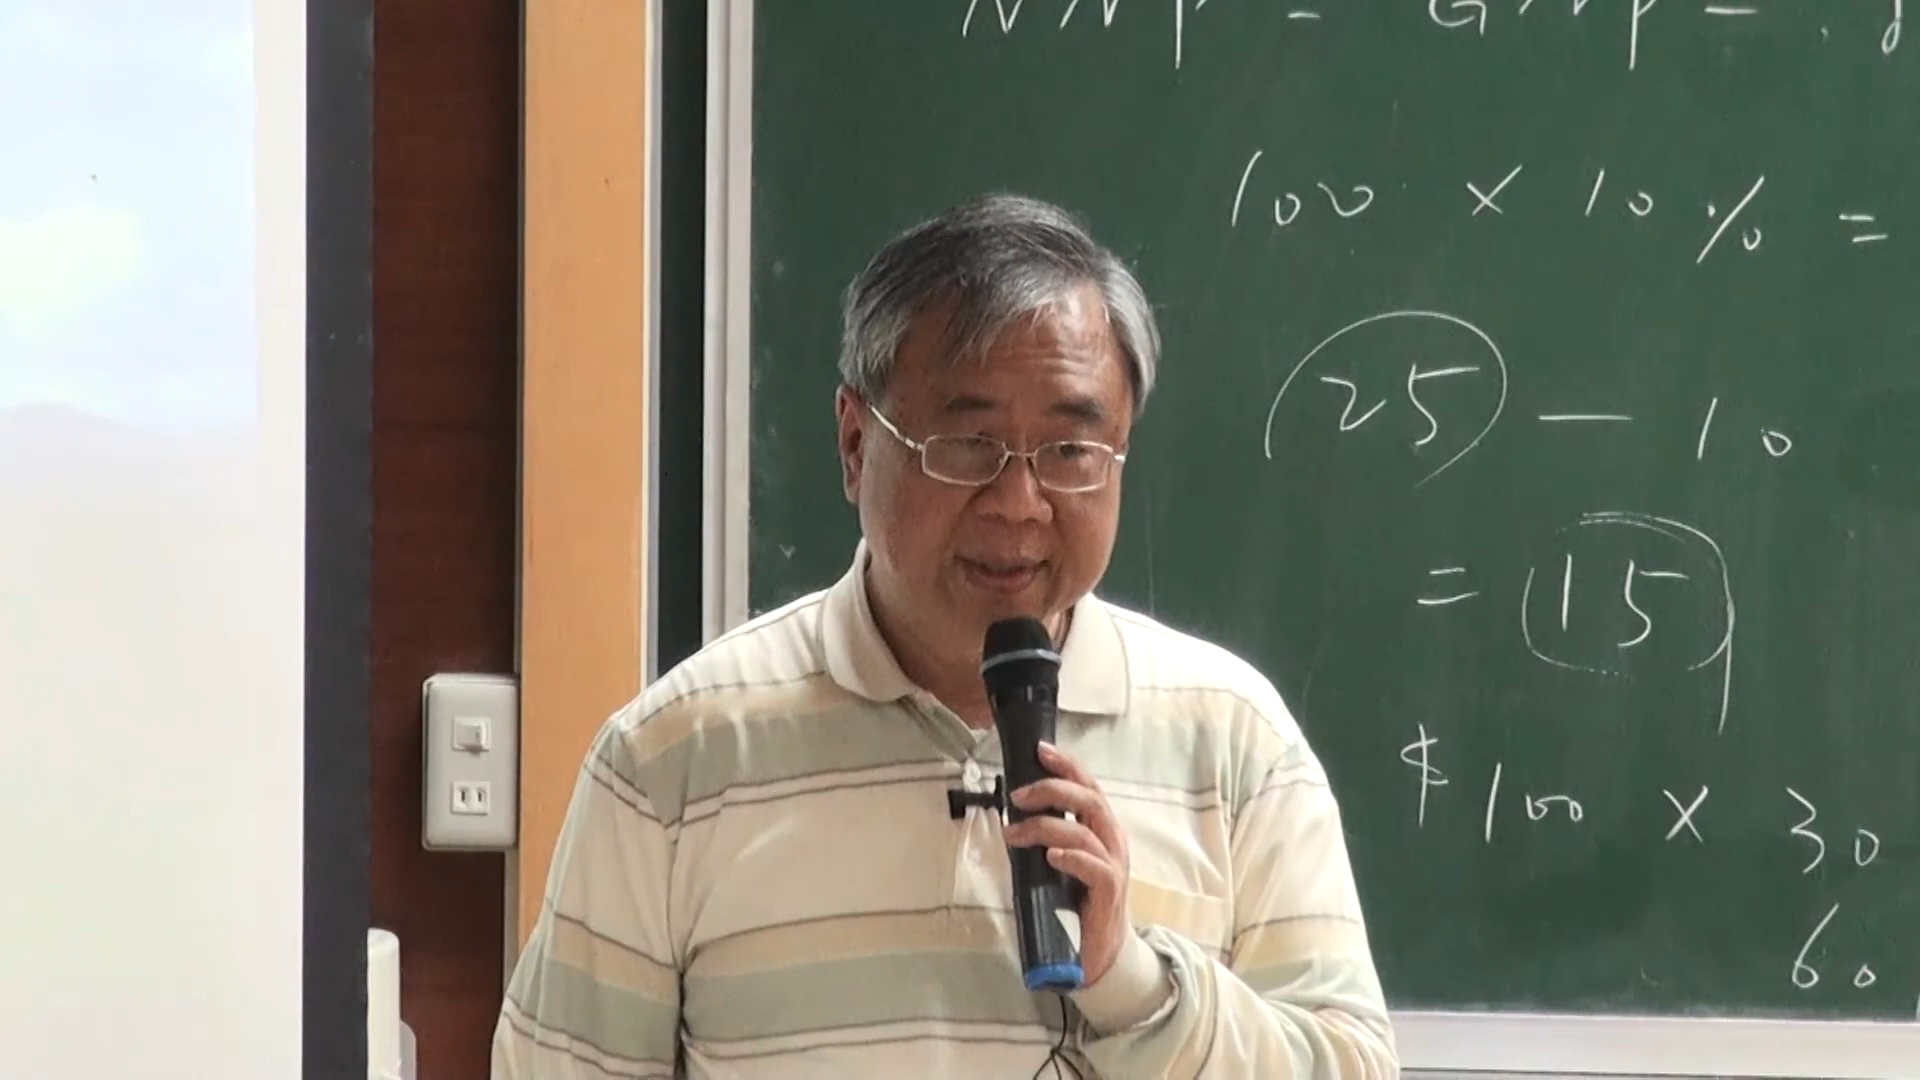 NNP = GNP - 
100 × 10% =
25 - 10
= 15
$100 × 30
60